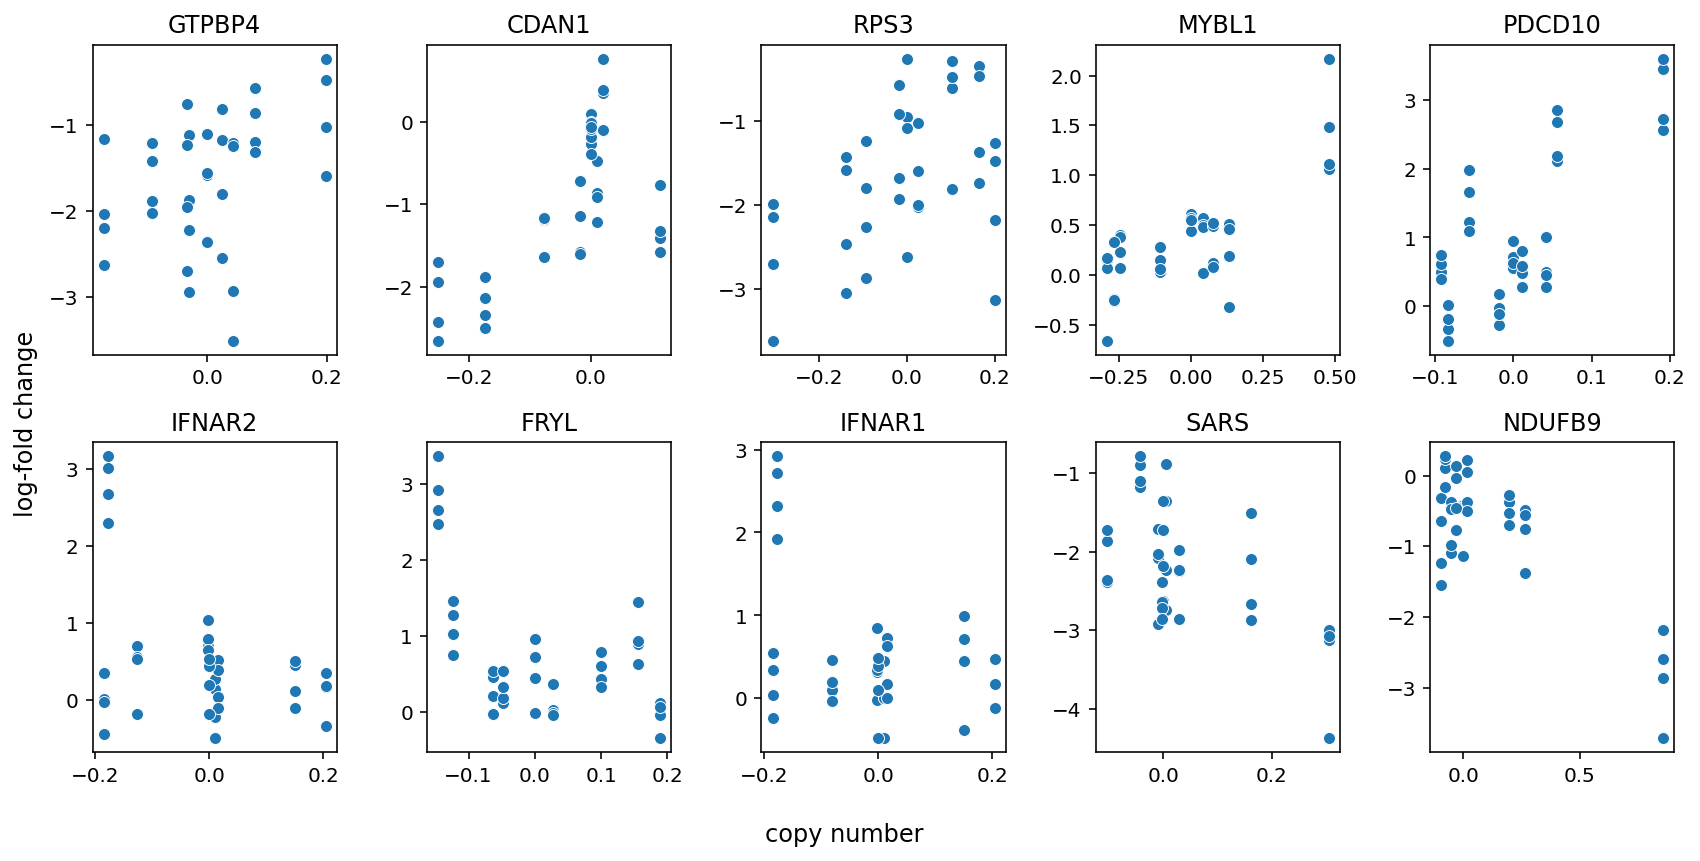 GTPBP4 CDAN1 RPS3 MYBL1 PDCD10
−1 −2 −3 0.0 0.2
0 −1 −2 −0.2 0.0
−1 −2 −3 −0.2 0.0 0.2
2.0 1.5 1.0 0.5 0.0 −0.5 −0.25 0.00 0.25 0.50
3 2 1 0 −0.1 0.0 0.1 0.2
log-fold change
IFNAR2 FRYL IFNAR1 SARS NDUFB9
3 2 1 0 −0.2 0.0 0.2
3 2 1 0 −0.1 0.0 0.1 0.2
3 2 1 0 −0.2 0.0 0.2
−1 −2 −3 −4 0.0 0.2
0 −1 −2 −3 0.0 0.5
copy number